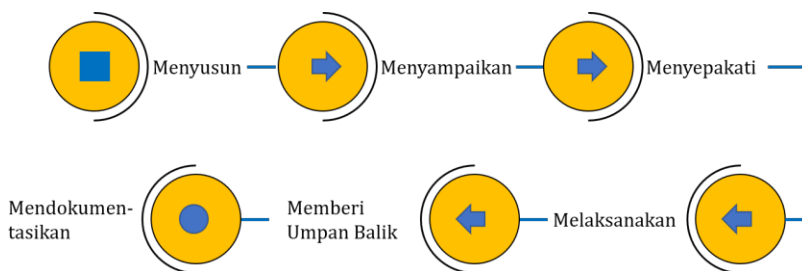 Menyusun
Menyampaikan
Menyepakati
Melaksanakan
Memberi
Umpan Balik
Mendokumen-
tasikan